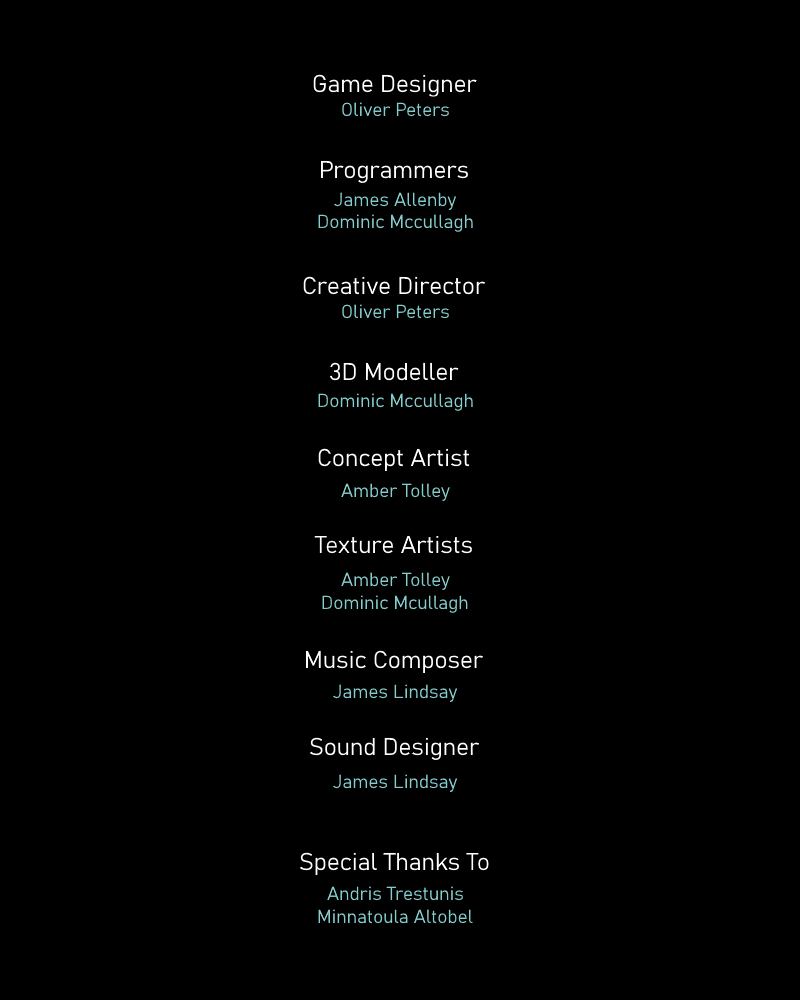 Game Designer
Oliver Peters
Programmers
James Allenby
Dominic Mccullagh
Creative Director
Oliver Peters
3D Modeller
Dominic Mccullagh
Concept Artist
Amber Tolley
Texture Artists
Amber Tolley
Dominic Mcullagh
Music Composer
James Lindsay
Sound Designer
James Lindsay
Special Thanks To
Andris Trestunis
Minnatoula Altobel